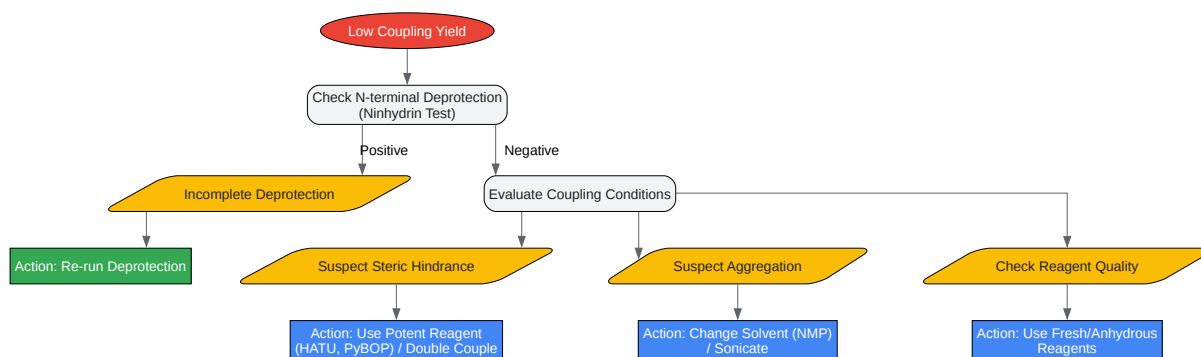 Low Coupling Yield
Check N-terminal Deprotection
(Ninhydrin Test)
Positive
Negative
Incomplete Deprotection
Evaluate Coupling Conditions
Action: Re-run Deprotection
Suspect Steric Hindrance
Suspect Aggregation
Check Reagent Quality
Action: Use Potent Reagent
(HATU, PyBOP) / Double Couple
Action: Change Solvent (NMP)
/ Sonicate
Action: Use Fresh/Anhydrous
Reagents